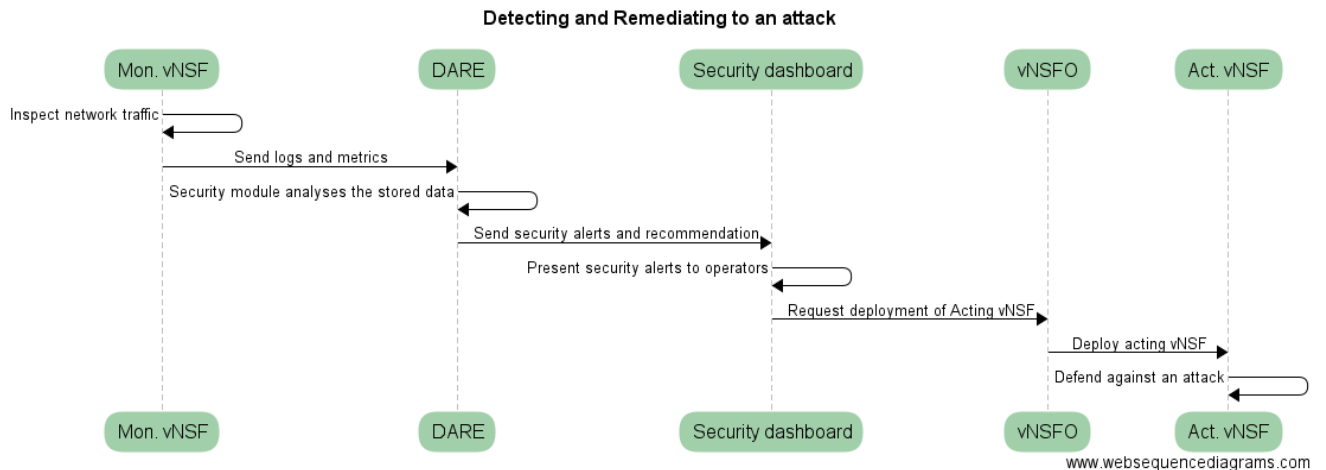 Detecting and Remediating to an attack
Mon. vNSF
DARE
Security dashboard
vNSFO
Act. vNSF
Inspect network traffic
Send logs and metrics
Security module analyses the stored data
Send security alerts and recommendation
Present security alerts to operators
Request deployment of Acting vNSF
Deploy acting vNSF
Defend against an attack
Mon. vNSF
DARE
Security dashboard
vNSFO
Act. vNSF
www.websequencediagrams.com